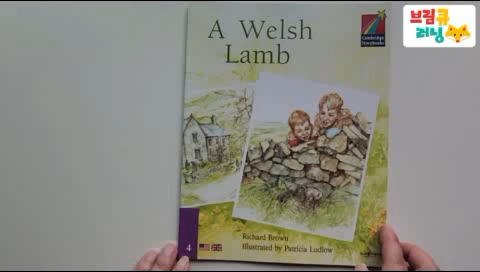 브림큐
러닝
A Welsh
Lamb
Cambridge
Storybooks
Richard Brown
Illustrated by Patricia Ludlow
4